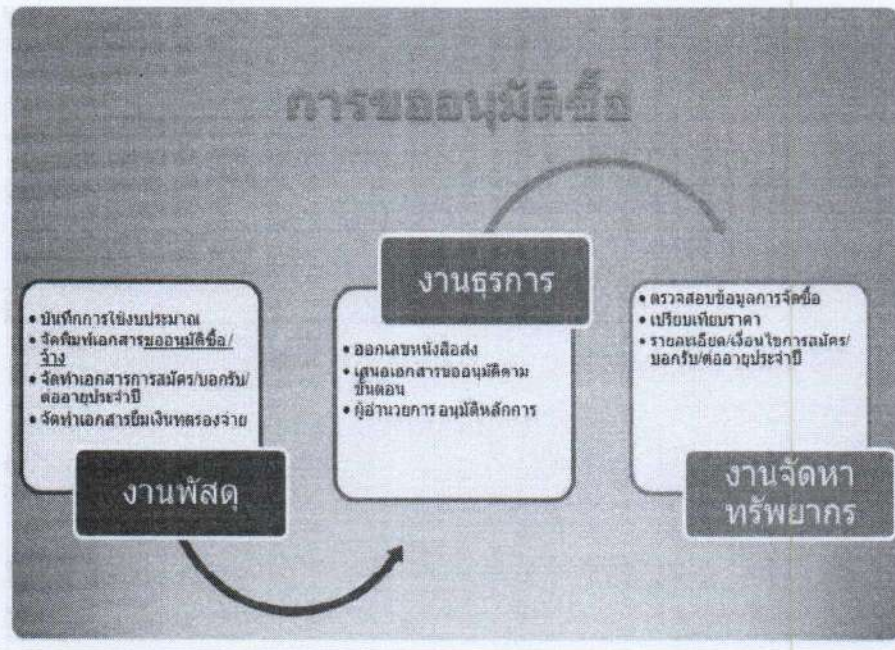 การขออนุมัติซื้อ
• บันทึกการใช้งบประมาณ
• จัดพิมพ์เอกสารขออนุมัติซื้อ/
จ้าง
• จัดทำเอกสารการสมัคร/บอกรับ/
ต่ออายุประจำปี
• จัดทำเอกสารยืมเงินทดรองจ่าย
งานพัสดุ
งานธุรการ
• ออกเลขหนังสือส่ง
• เสนอเอกสารขออนุมัติตาม
ขั้นตอน
• ผู้อำนวยการ อนุมัติหลักการ
• ตรวจสอบข้อมูลการจัดซื้อ
• เปรียบเทียบราคา
• รายละเอียด/เงื่อนไขการสมัคร/
บอกรับ/ต่ออายุประจำปี
งานจัดหา
ทรัพยากร